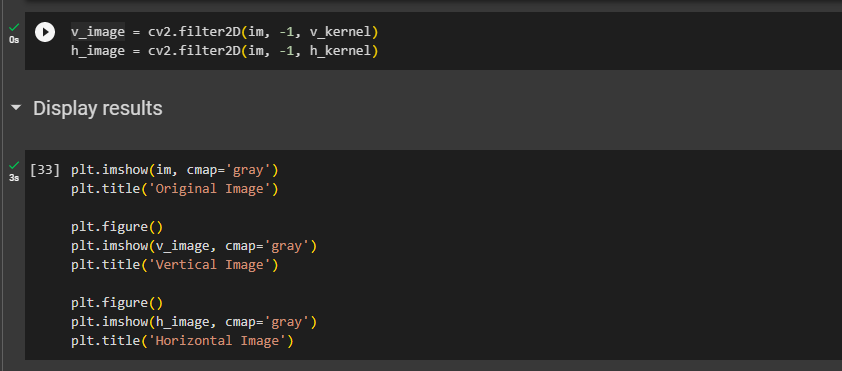 v_image = cv2.filter2D(im, -1, v_kernel)
0s
h_image = cv2.filter2D(im, -1, h_kernel)
Display results
[33] plt.imshow(im, cmap='gray')
3s
plt.title('Original Image')
plt.figure()
plt.imshow(v_image, cmap='gray')
plt.title('Vertical Image')
plt.figure()
plt.imshow(h_image, cmap='gray')
plt.title('Horizontal Image')